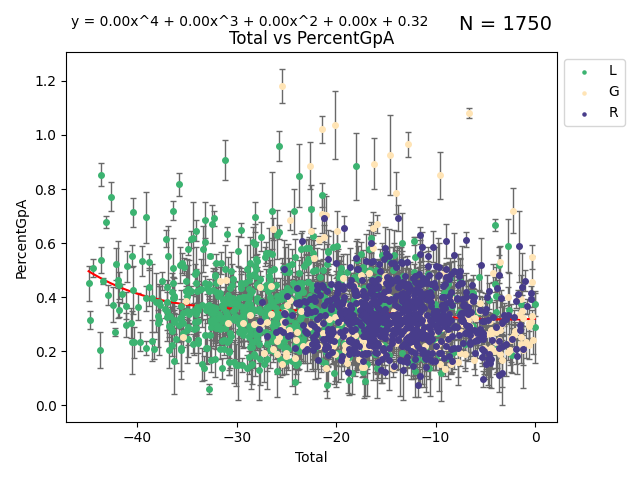 y = 0.00x^4 + 0.00x^3 + 0.00x^2 + 0.00x + 0.32
N = 1750
Total vs PercentGpA
L
G
R
PercentGpA
1.2
1.0
0.8
0.6
0.4
0.2
0.0
−40
−30
−20
−10
0
Total